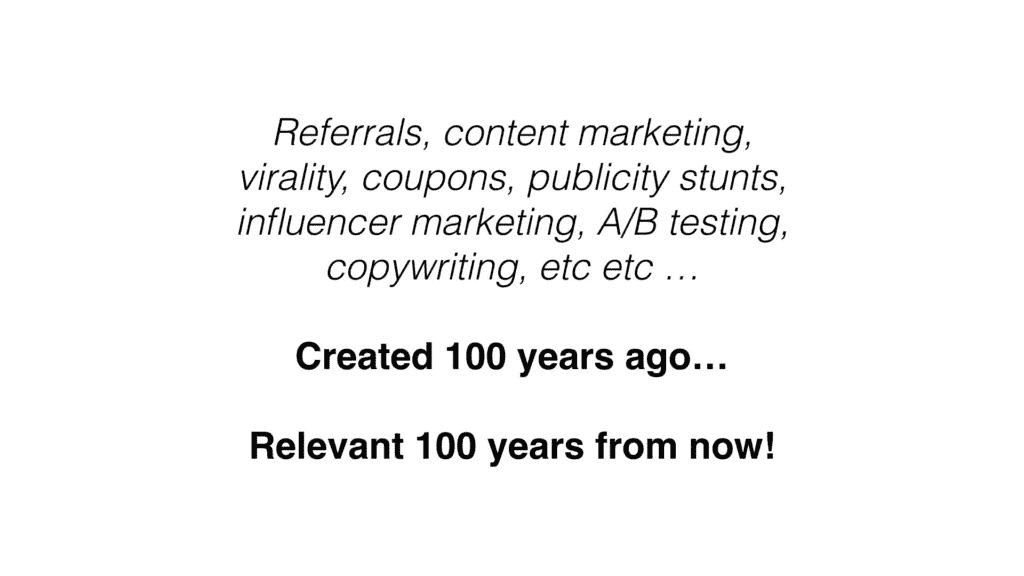 Referrals, content marketing,
virality, coupons, publicity stunts,
influencer marketing, A/B testing,
copywriting, etc etc …
Created 100 years ago…
Relevant 100 years from now!